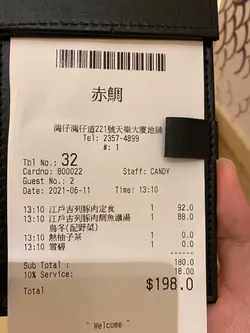 赤鯛
灣仔灣仔道221號天樂大廈地舖
Tel: 2357-4899
#: 1
Tbl No.: 32
Cardno: 800022 Staff: CANDY
Guest No.: 2
Date: 2021-06-11 Time: 13:10
13:10 江戶吉列豚肉定食 1 92.0
13:10 江戶吉列豚肉鯛魚濃湯 1 88.0
烏冬(配野菜)
13:10 熱柚子茶 1 0.0
13:10 雪碧 1 0.0
Sub Total : 180.0
10% Service: 18.00
Total $198.0
" Welcome "